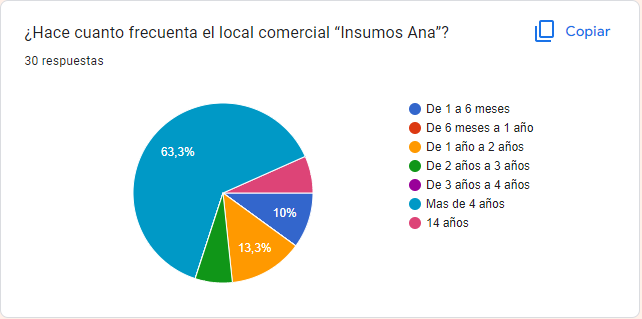 ¿Hace cuanto frecuenta el local comercial “Insumos Ana”?
Copiar
30 respuestas
De 1 a 6 meses
De 6 meses a 1 año
De 1 año a 2 años
De 2 años a 3 años
De 3 años a 4 años
Mas de 4 años
14 años
63,3%
10%
13,3%